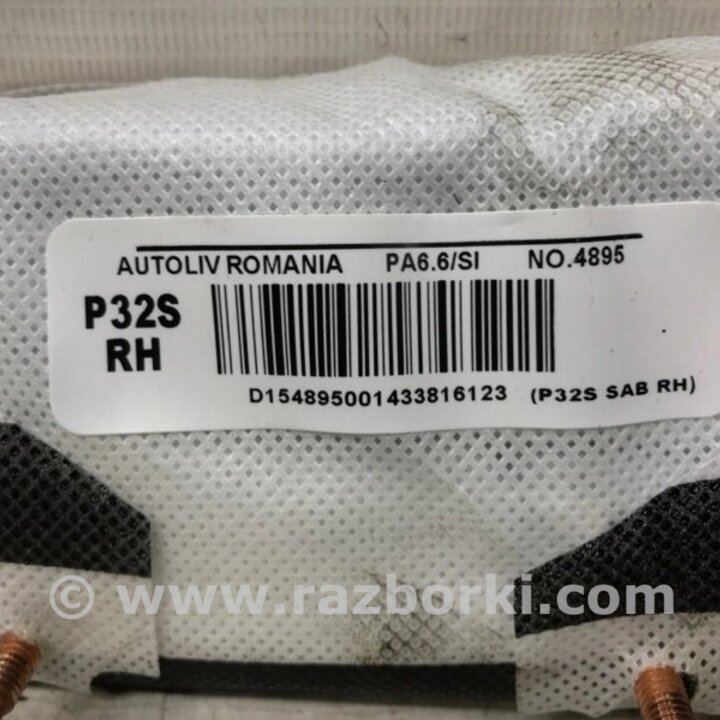 AUTOLIV ROMANIA PA6.6/SI NO.4895
P32S
RH
D154895001433816123 (P32S SAB RH)
© www.razborki.com